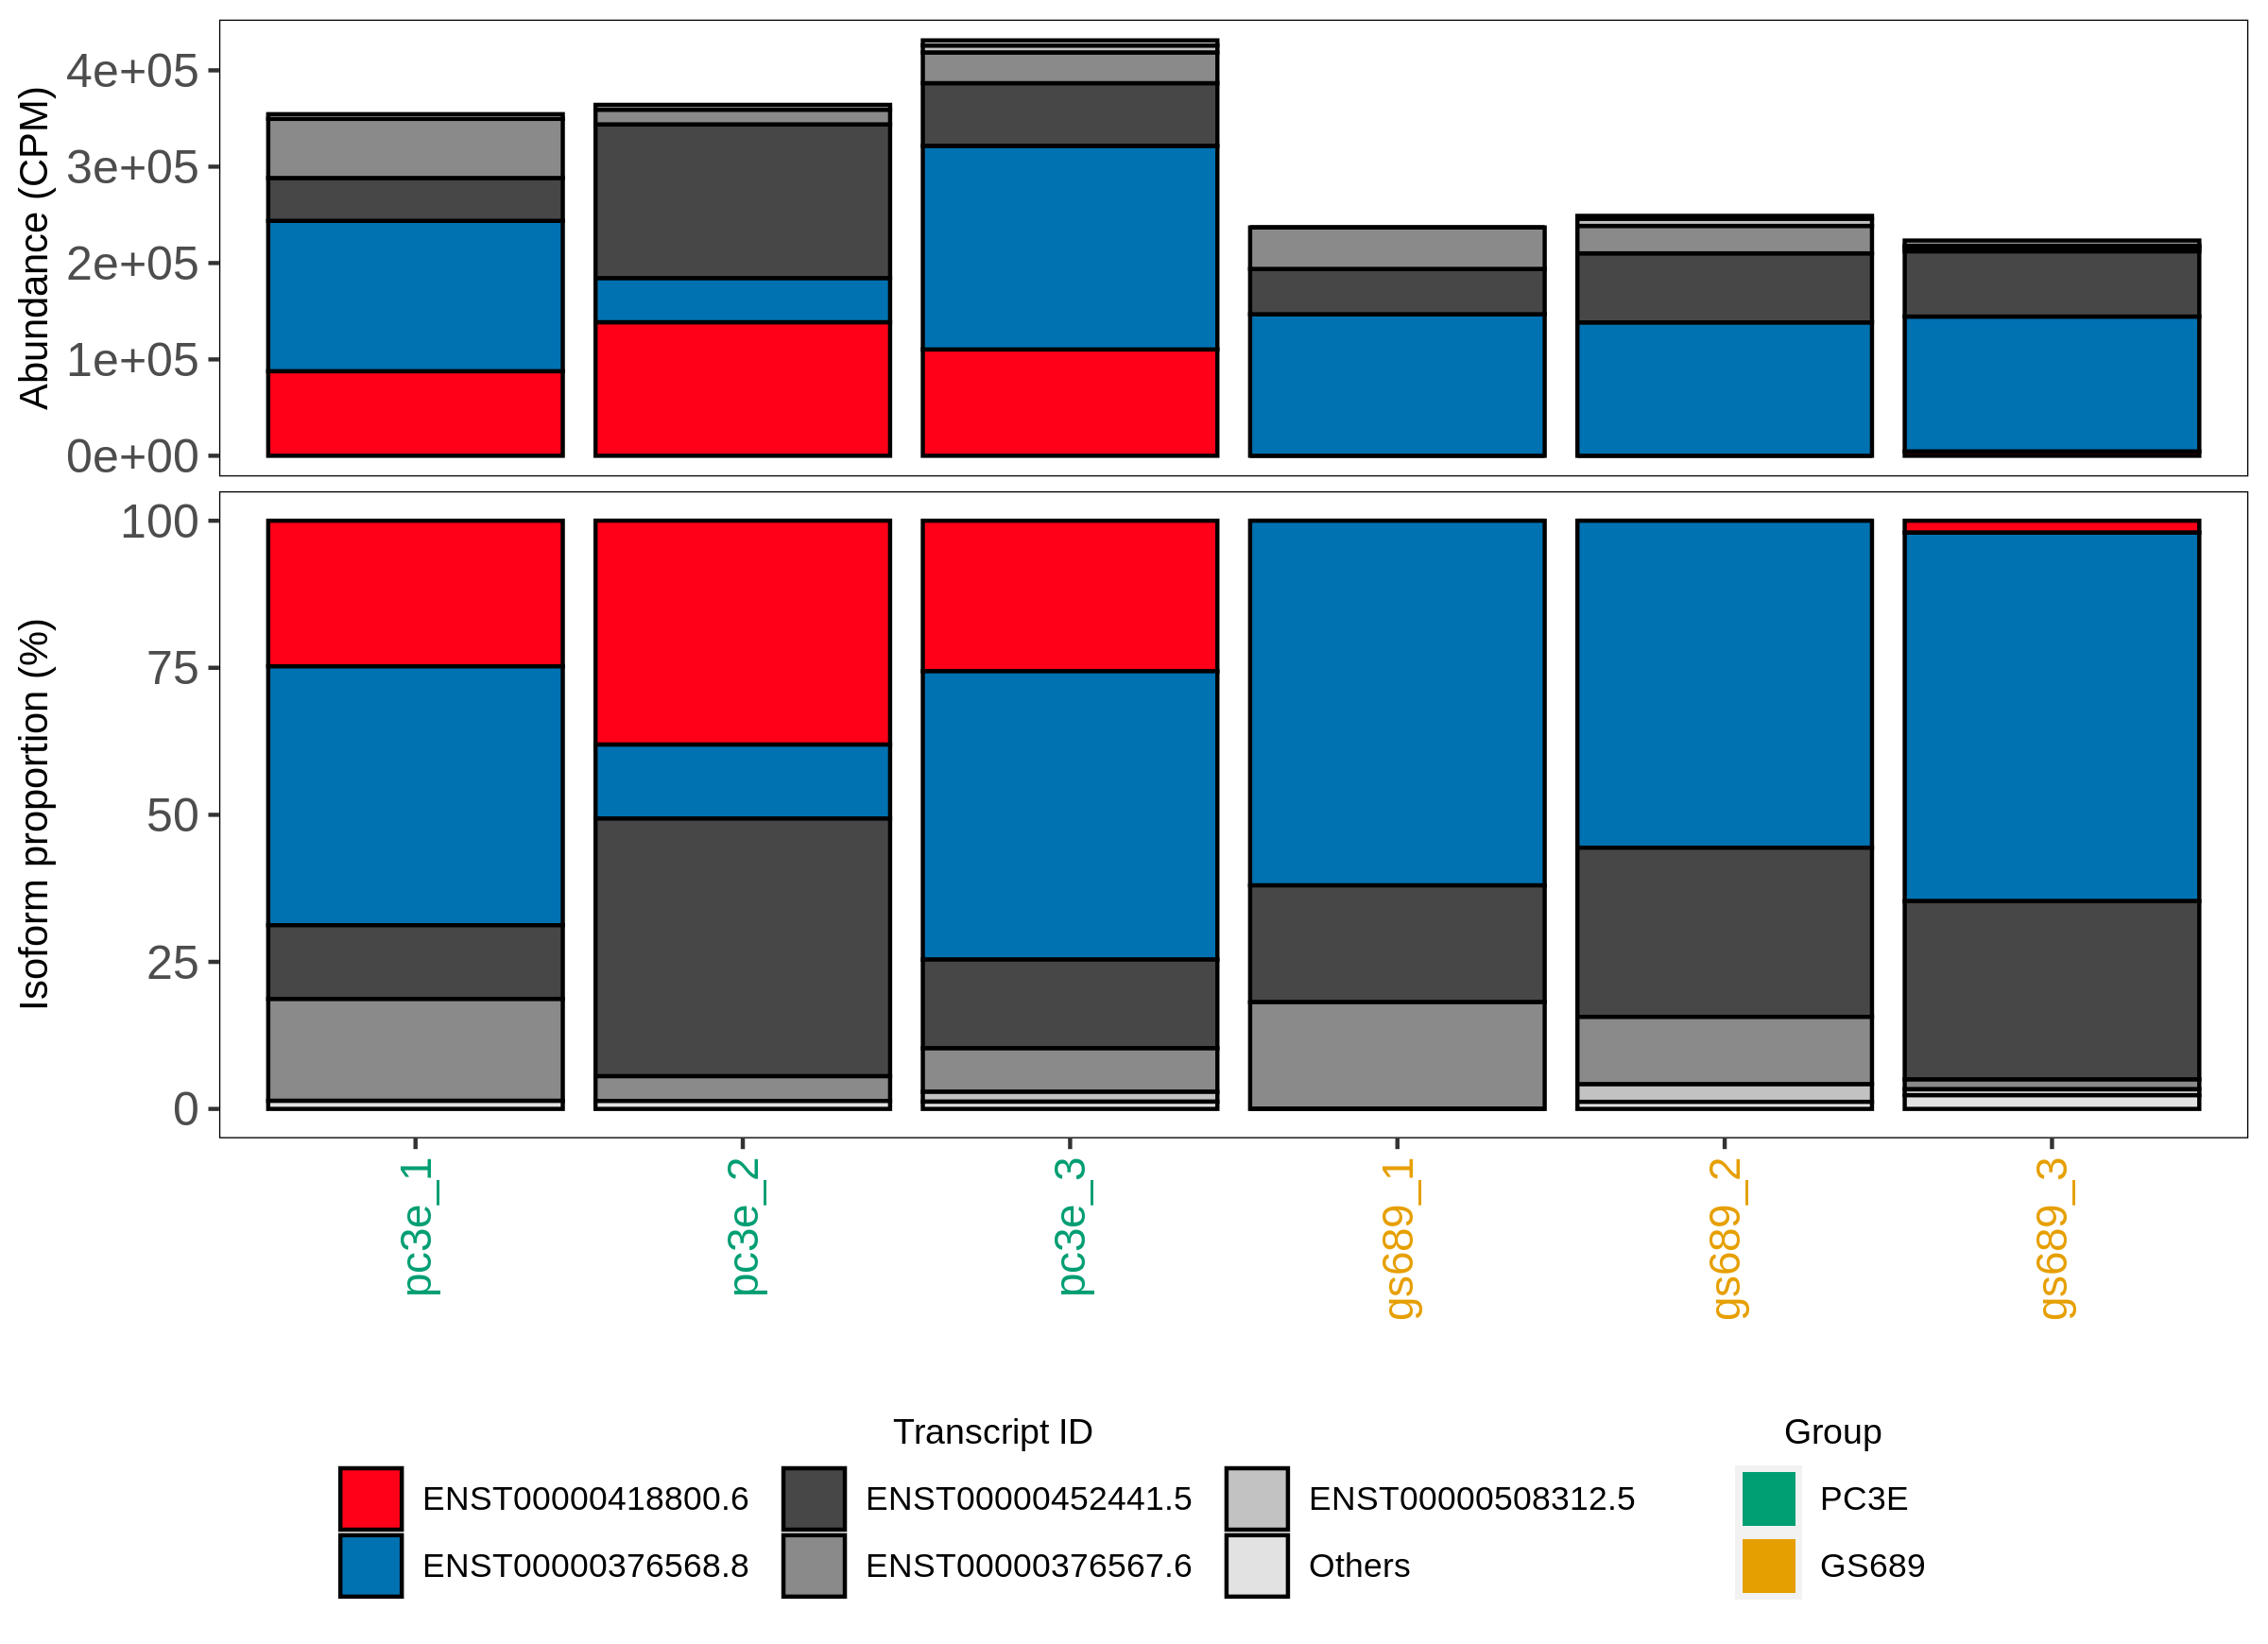 Abundance (CPM)
4e+05
3e+05
2e+05
1e+05
0e+00
Isoform proportion (%)
100
75
50
25
0
pc3e_1
pc3e_2
pc3e_3
gs689_1
gs689_2
gs689_3
Transcript ID
ENST00000418800.6
ENST00000452441.5
ENST00000508312.5
ENST00000376568.8
ENST00000376567.6
Others
Group
PC3E
GS689